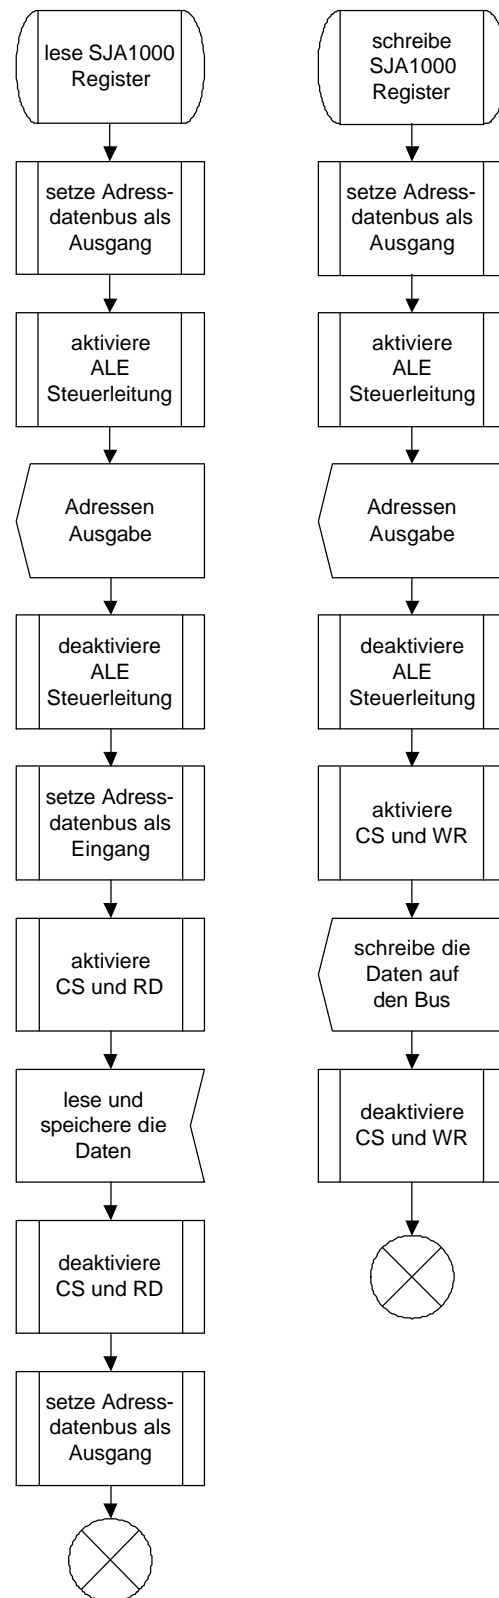 lese SJA1000
Register
setze Adress-
datenbus als
Ausgang
aktiviere
ALE
Steuerleitung
Adressen
Ausgabe
deaktiviere
ALE
Steuerleitung
setze Adress-
datenbus als
Eingang
aktiviere
CS und RD
lese und
speichere die
Daten
deaktiviere
CS und RD
setze Adress-
datenbus als
Ausgang
schreibe
SJA1000
Register
setze Adress-
datenbus als
Ausgang
aktiviere
ALE
Steuerleitung
Adressen
Ausgabe
deaktiviere
ALE
Steuerleitung
aktiviere
CS und WR
schreibe die
Daten auf
den Bus
deaktiviere
CS und WR